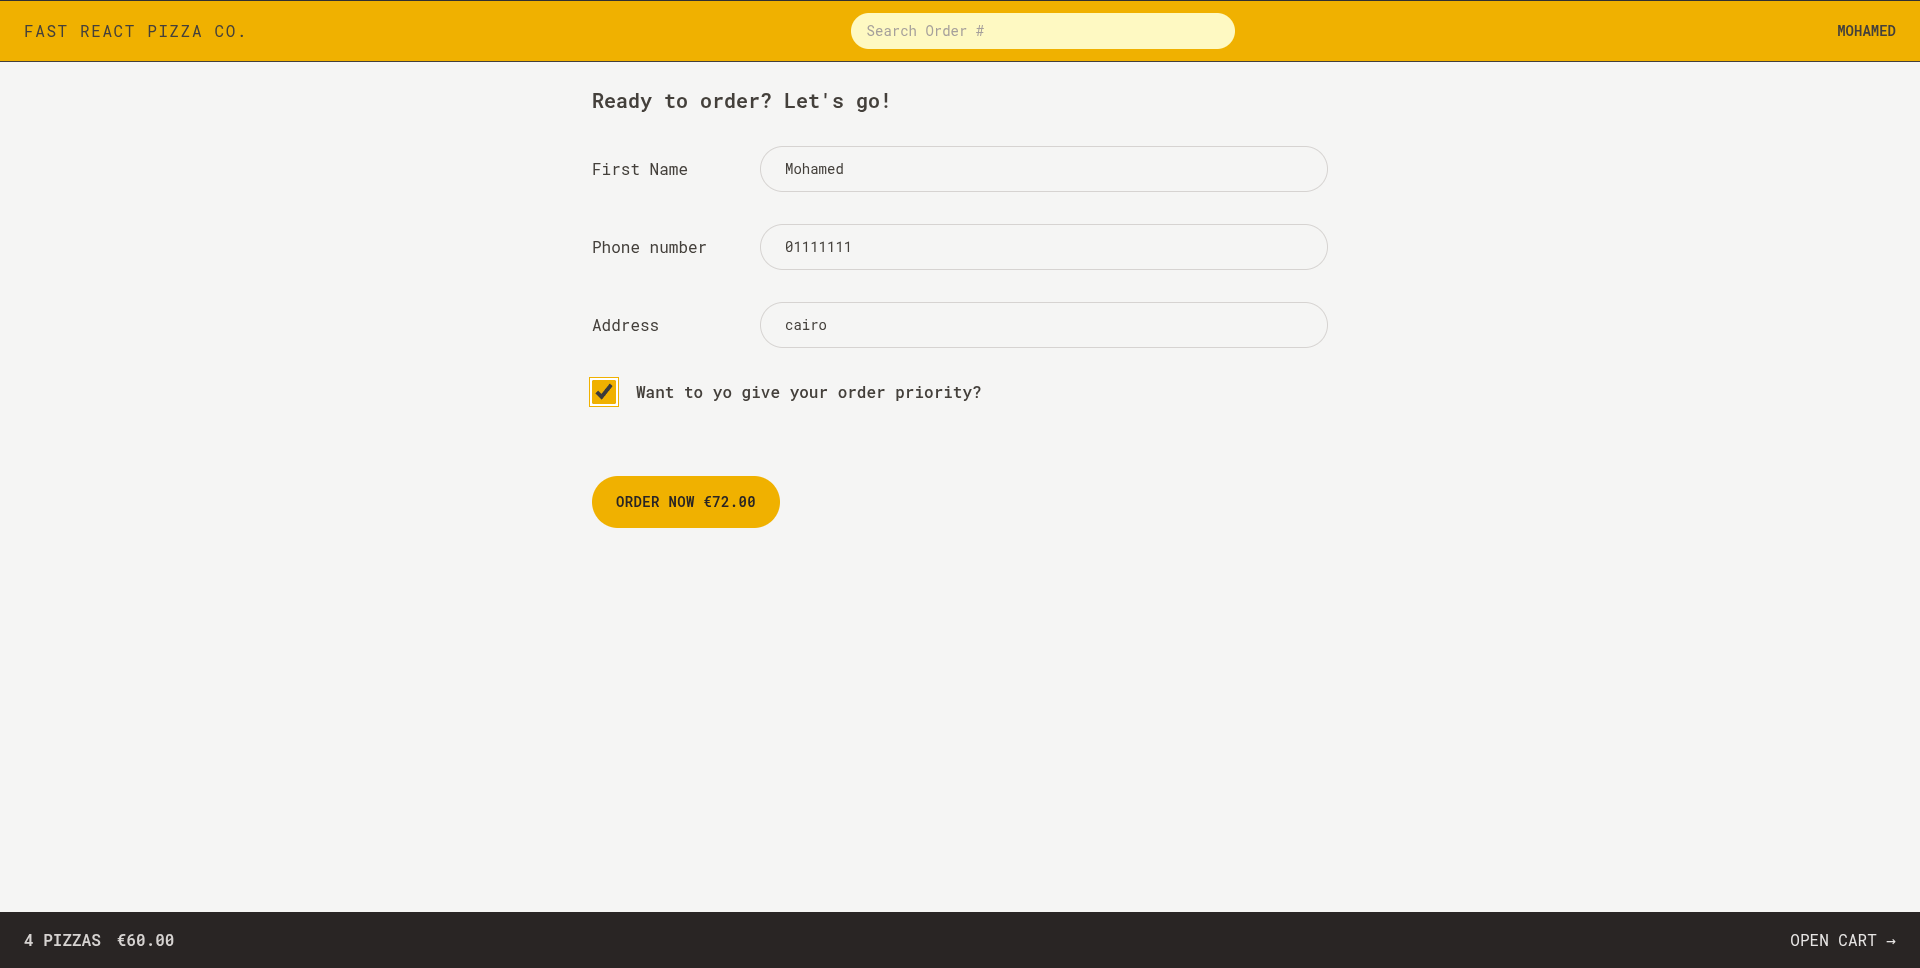 FAST REACT PIZZA CO.
Search Order #
MOHAMED
Ready to order? Let's go!
First Name
Mohamed
Phone number
01111111
Address
cairo
Want to yo give your order priority?
ORDER NOW €72.00
4 PIZZAS €60.00
OPEN CART →